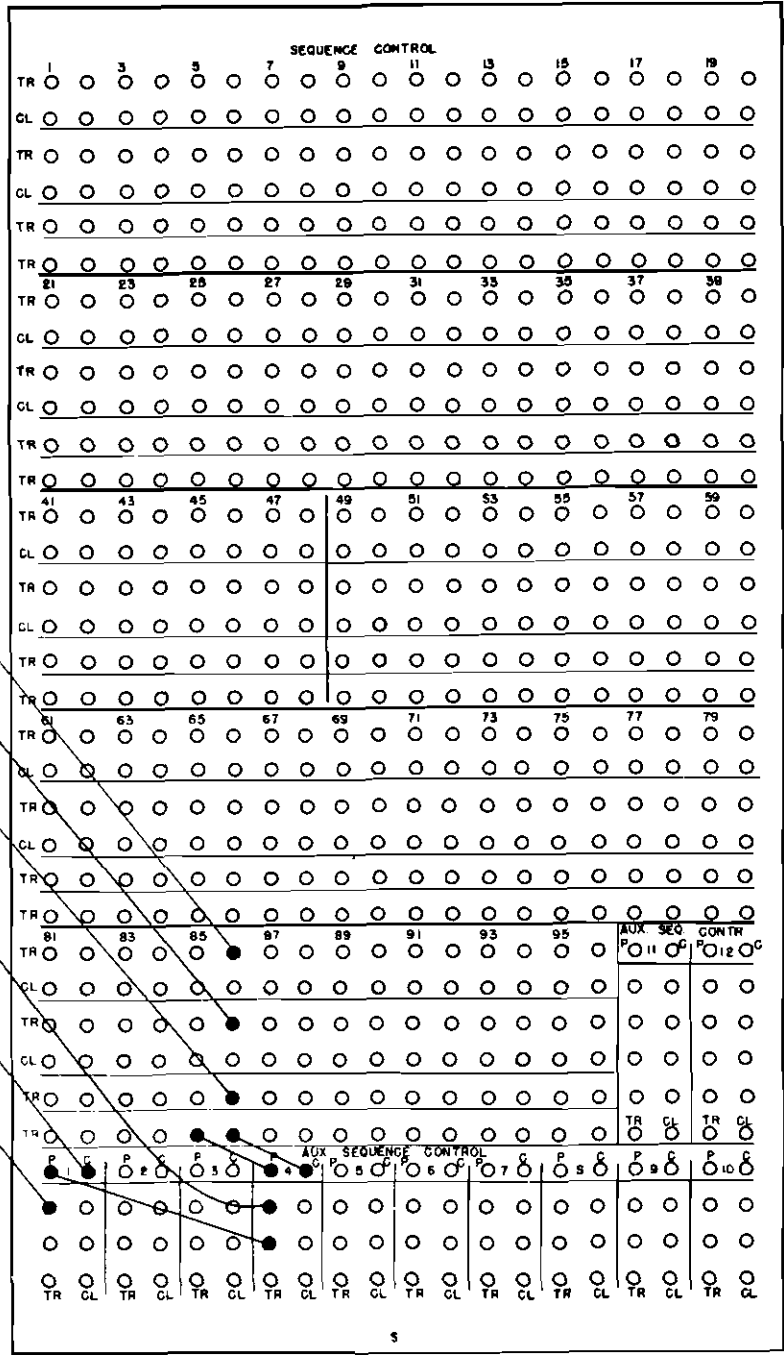 SEQUENCE CONTROL
1 3 5 7 9 11 13 15 17 19
TR
CL
TR
CL
TR
TR
21 23 25 27 29 31 33 35 37 39
TR
CL
TR
CL
TR
TR
41 43 45 47 49 51 53 55 57 59
TR
CL
TR
CL
TR
TR
61 63 65 67 69 71 73 75 77 79
TR
CL
TR
CL
TR
TR
81 83 85 87 89 91 93 95
AUX. SEQ. CONTR
P 11 C P 12 C
TR
CL
TR
CL
TR
TR CL TR CL
TR
AUX SEQUENCE CONTROL
P C P C P C P C P C P C P C P C P C P C
1 2 3 4 5 6 7 8 9 10
TR CL TR CL TR CL TR CL TR CL TR CL TR CL TR CL TR CL TR CL
S